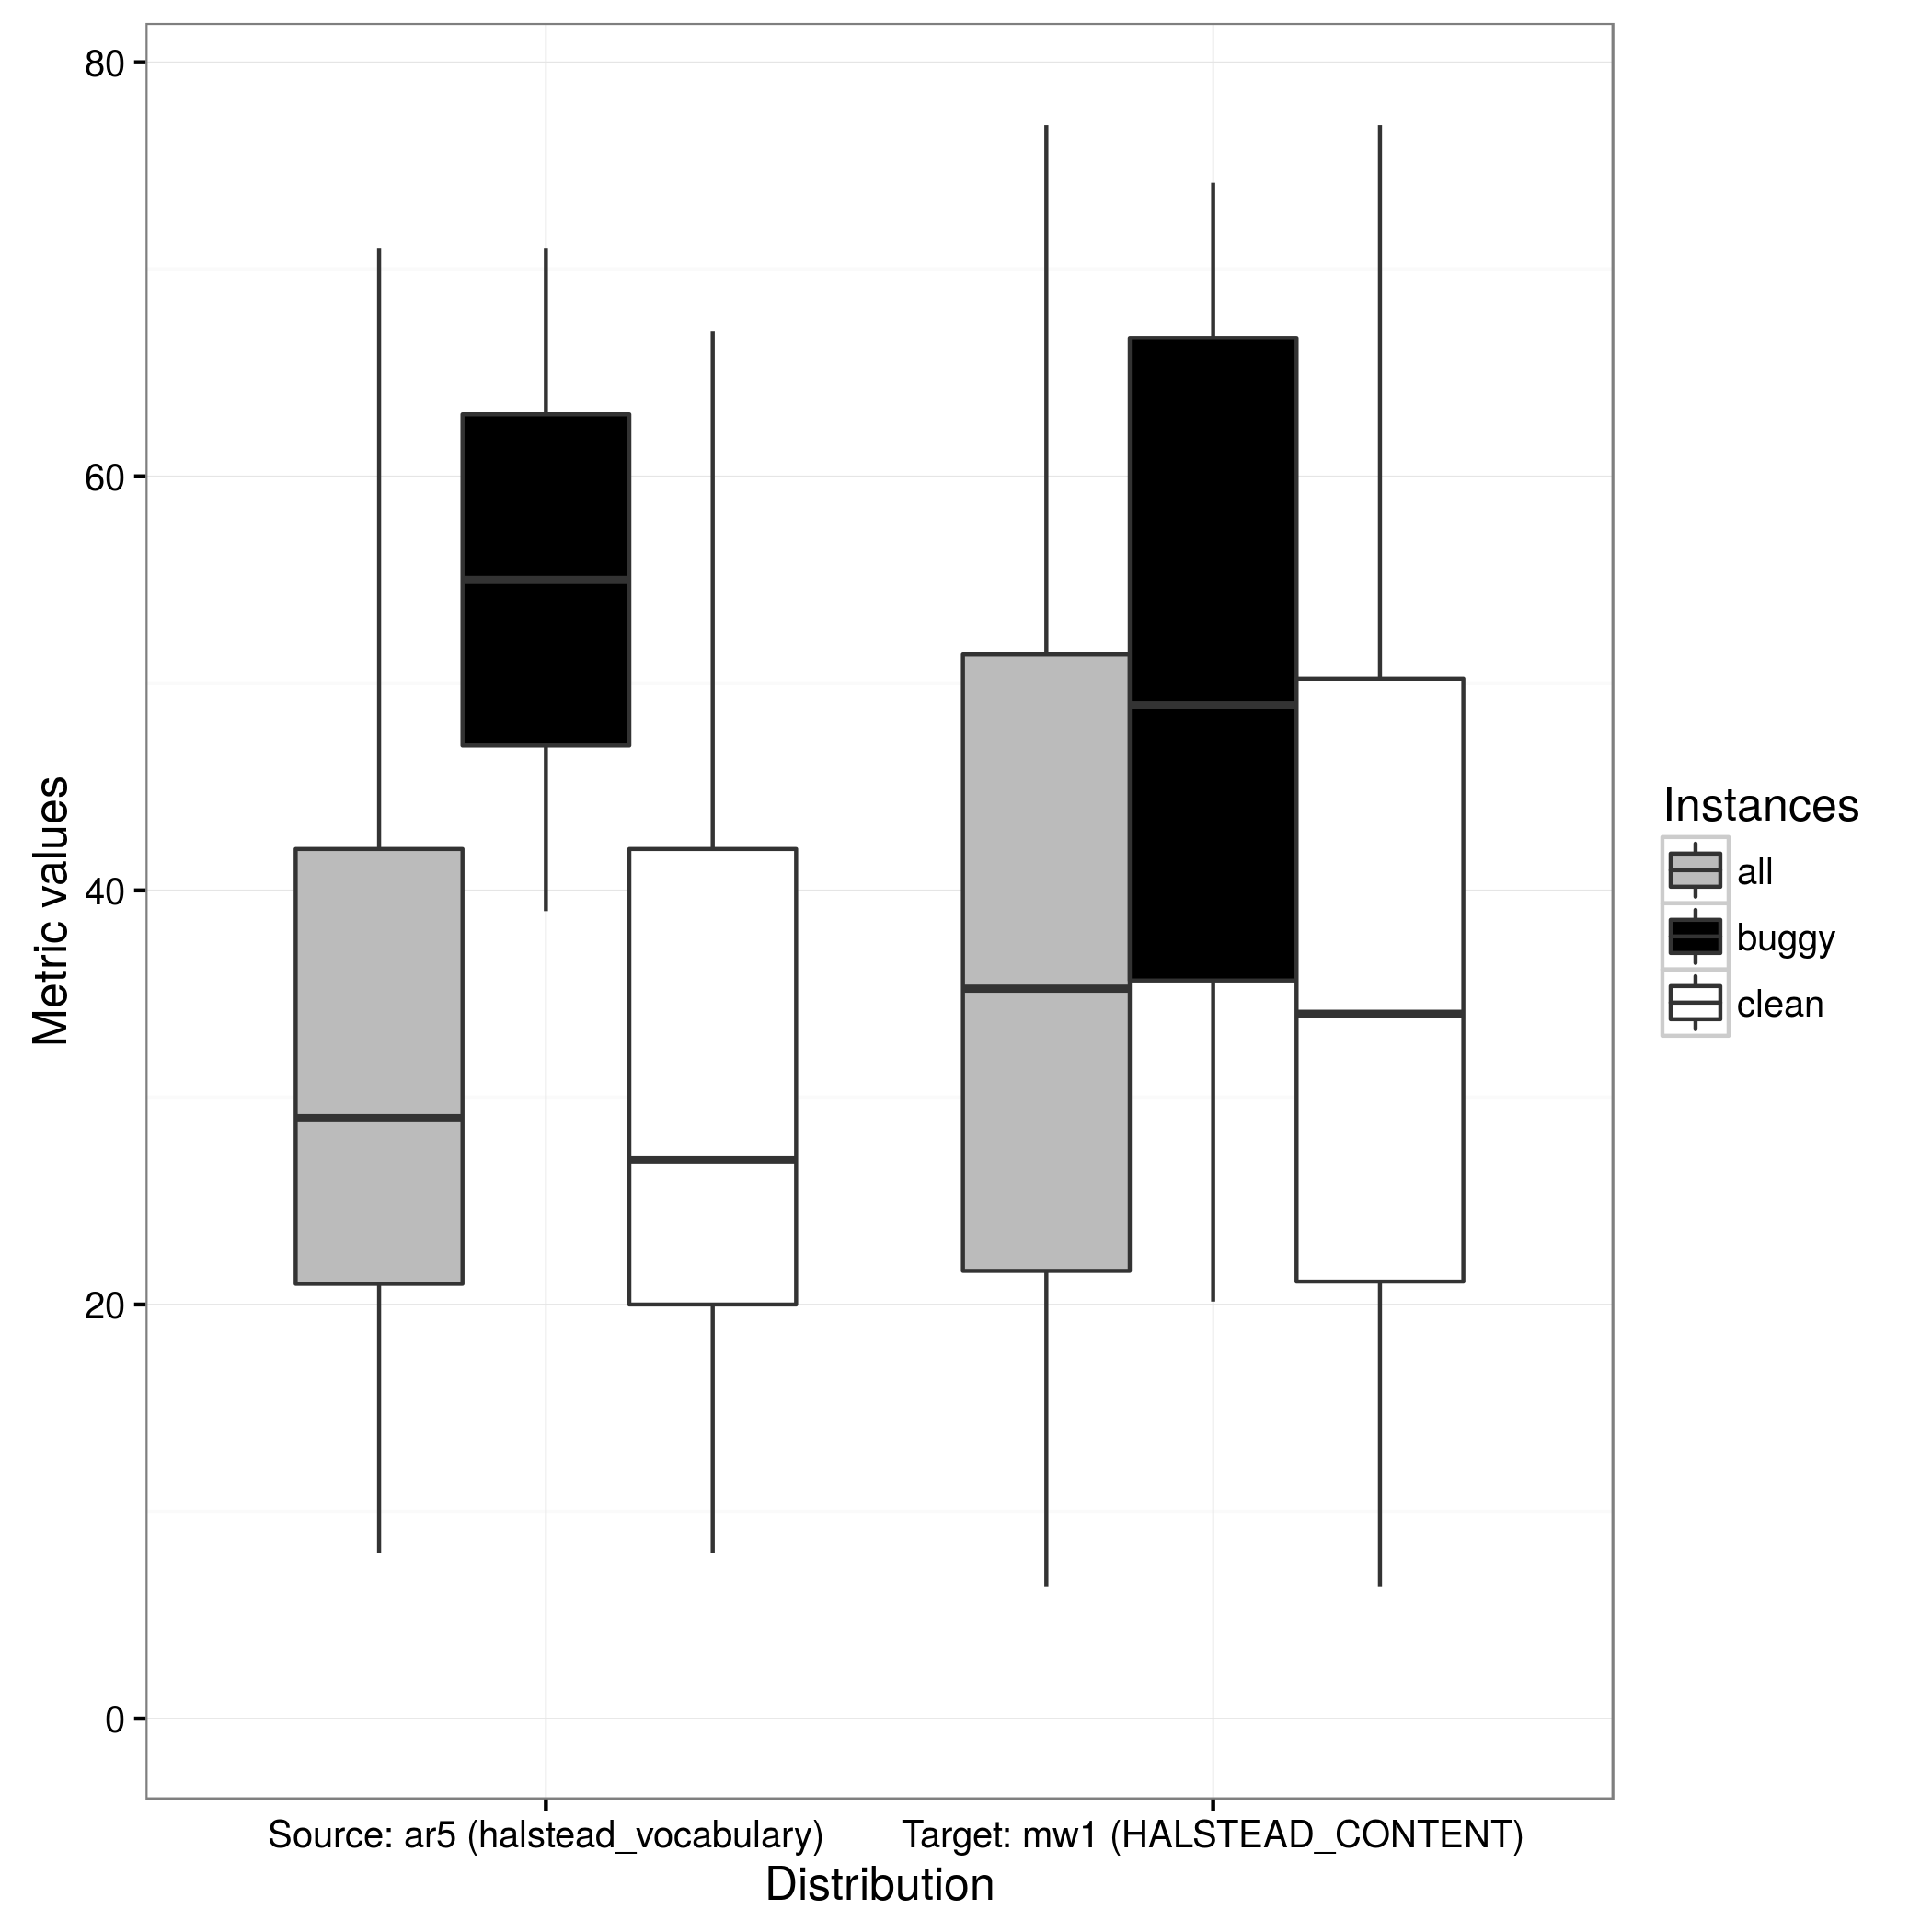 80
60
40
20
0
Metric values
Source: ar5 (halstead_vocabulary)
Target: mw1 (HALSTEAD_CONTENT)
Distribution
Instances
all
buggy
clean